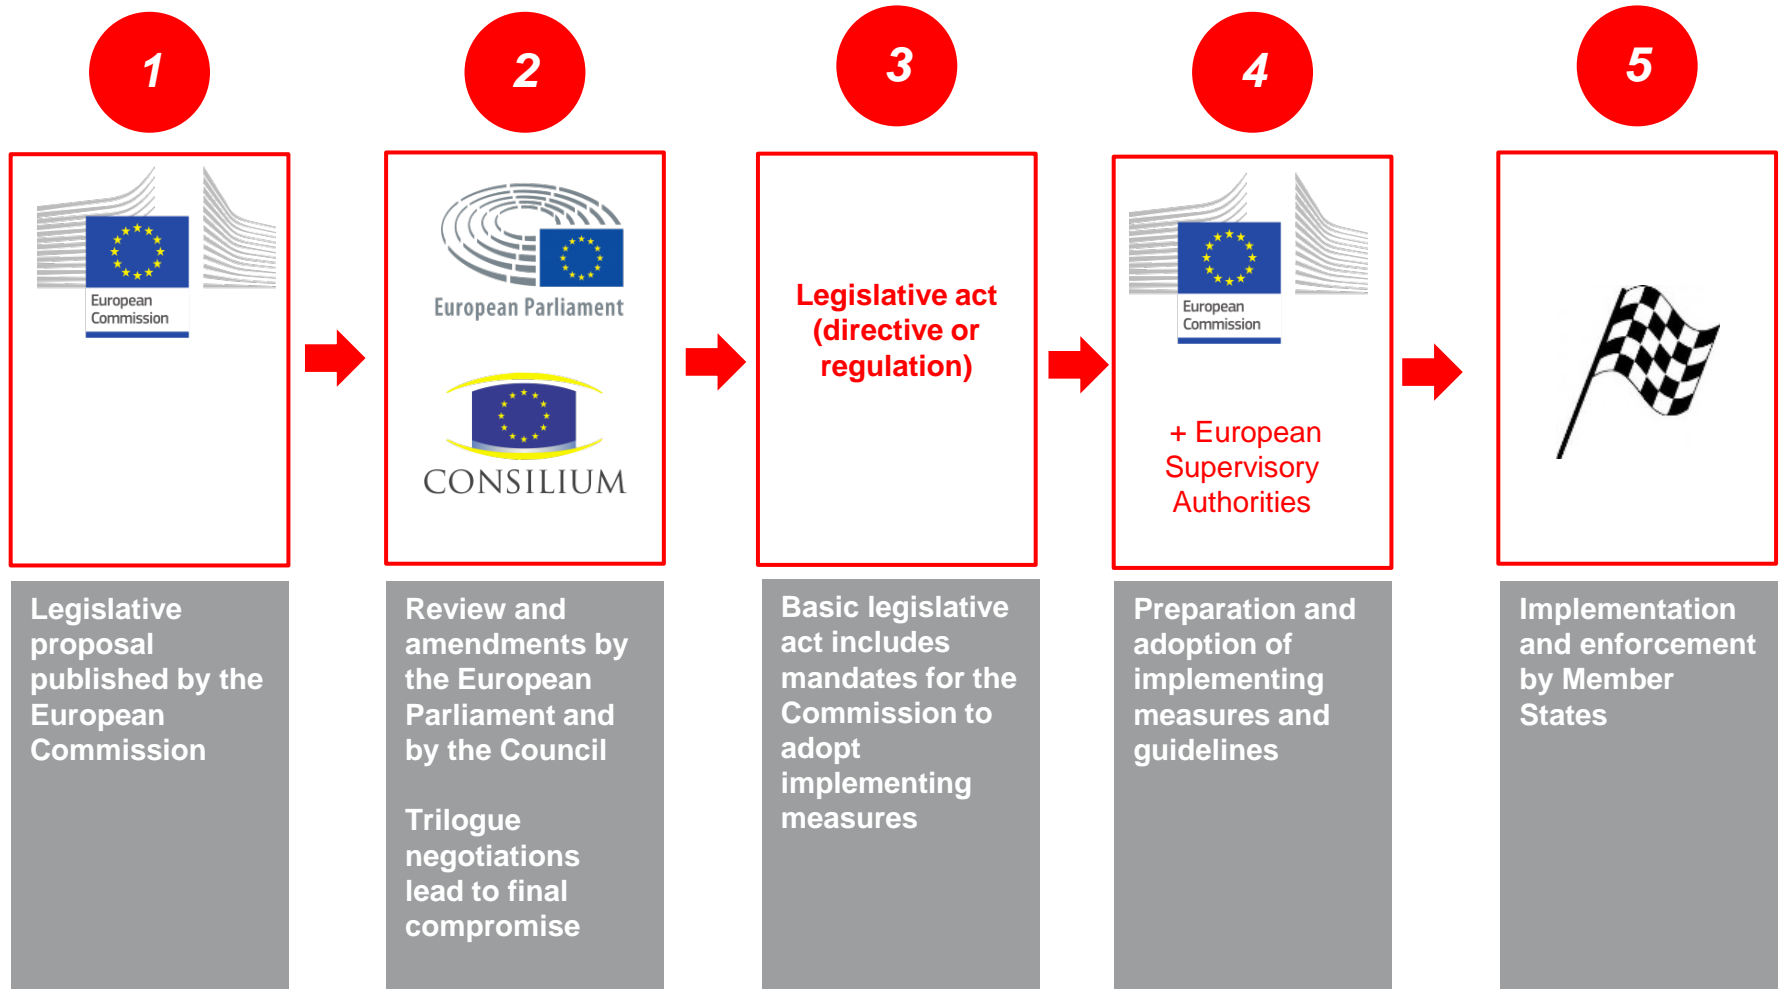 1
2
3
4
5
European
Commission
European Parliament
CONSILIUM
Legislative act
(directive or
regulation)
European
Commission
+ European
Supervisory
Authorities
Legislative
proposal
published by the
European
Commission
Review and
amendments by
the European
Parliament and
by the Council
Trilogue
negotiations
lead to final
compromise
Basic legislative
act includes
mandates for the
Commission to
adopt
implementing
measures
Preparation and
adoption of
implementing
measures and
guidelines
Implementation
and enforcement
by Member
States